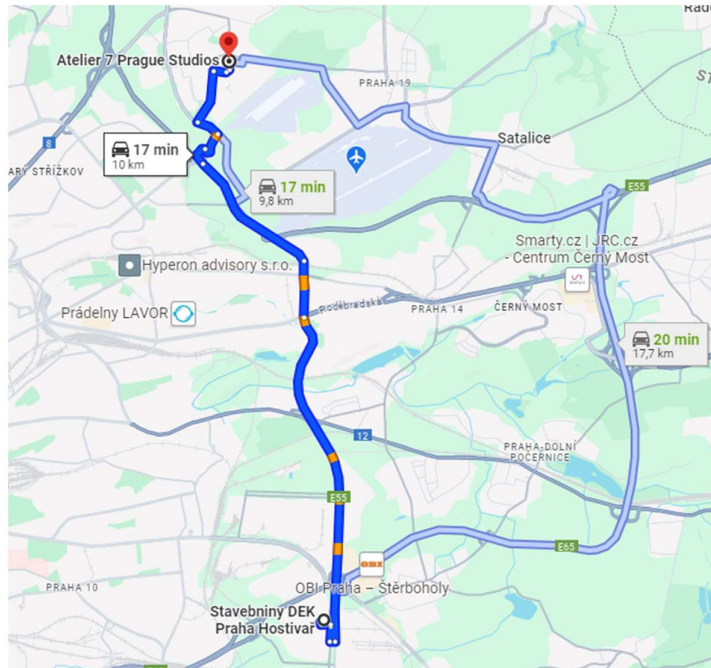 Rado
Atelier 7 Prague Studios
PRAHA 19
Satalice
8
17 min
10 km
ARY STŘÍŽKOV
17 min
9,8 km
E55
Smarty.cz | JRC.cz
- Centrum Černý Most
Hyperon advisory s.r.o.
Poděbradská
PRAHA 14
ČERNÝ MOST
Prádelny LAVOR
20 min
17,7 km
12
PRAHA-DOLNÍ
POČERNICE
E55
E65
OBI
OBI Praha – Štěrboholy
PRAHA 10
Stavebniny DEK
Praha Hostivař